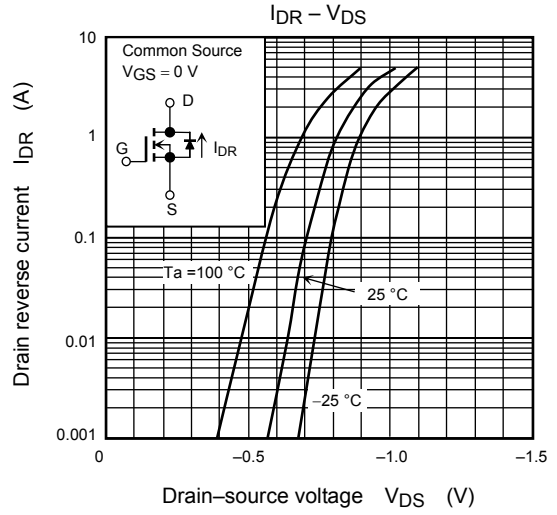 IDR – VDS
Drain reverse current IDR (A)
10
1
0.1
0.01
0.001
Common Source
VGS = 0 V
D
G
IDR
S
Ta =100 °C
25 °C
–25 °C
0
–0.5
–1.0
–1.5
Drain–source voltage VDS (V)